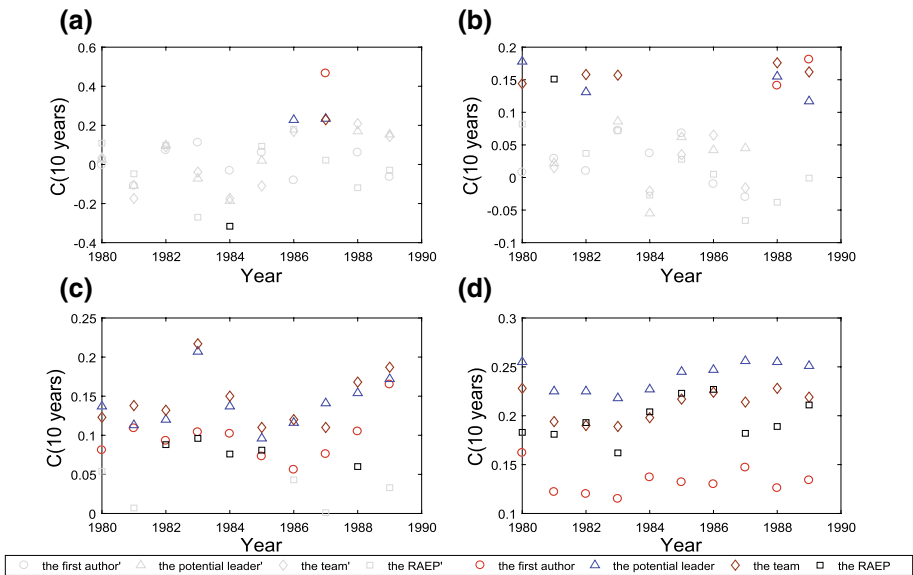 (a)
C(10 years)
0.6
0.4
0.2
0
-0.2
-0.4
1980 1982 1984 1986 1988 1990
Year
(b)
C(10 years)
0.2
0.15
0.1
0.05
0
-0.05
-0.1
1980 1982 1984 1986 1988 1990
Year
(c)
C(10 years)
0.25
0.2
0.15
0.1
0.05
0
1980 1982 1984 1986 1988 1990
Year
(d)
C(10 years)
0.3
0.25
0.2
0.15
0.1
1980 1982 1984 1986 1988 1990
Year
the first author' the potential leader' the team' the RAEP' the first author the potential leader the team the RAEP